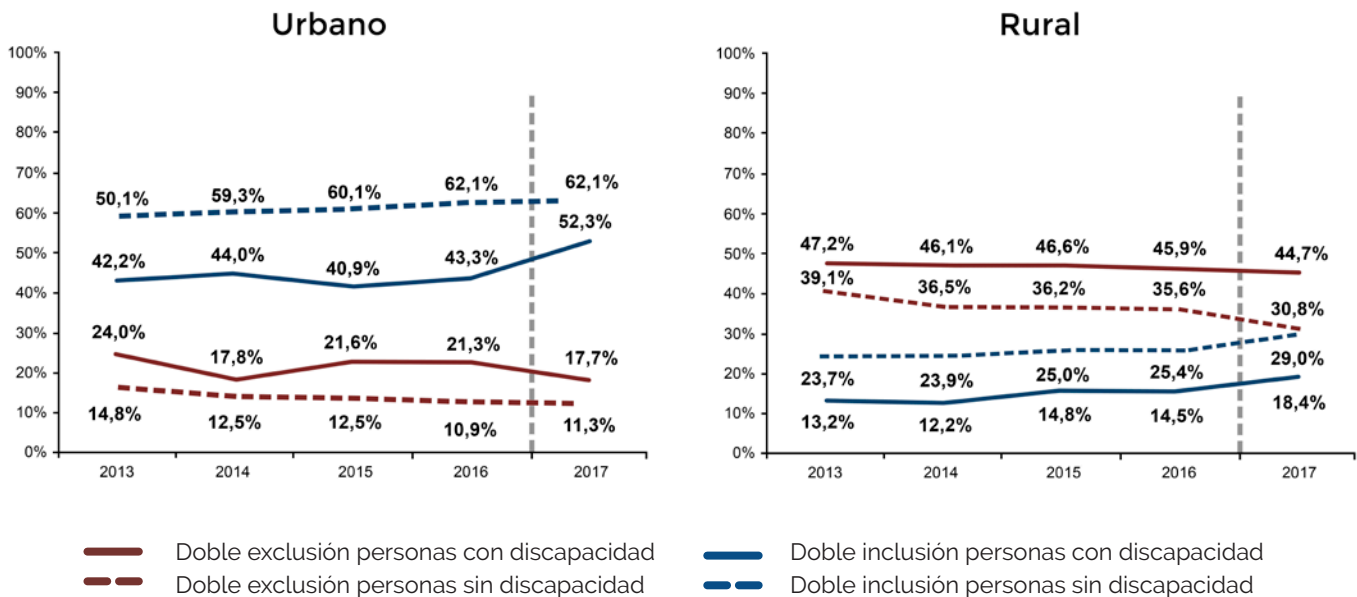 Urbano
100%
90%
80%
70%
60%
50%
40%
30%
20%
10%
0%
50,1% 59,3% 60,1% 62,1% 62,1%
42,2% 44,0% 40,9% 43,3% 52,3%
24,0% 17,8% 21,6% 21,3% 17,7%
14,8% 12,5% 12,5% 10,9% 11,3%
2013 2014 2015 2016 2017
Rural
100%
90%
80%
70%
60%
50%
40%
30%
20%
10%
0%
47,2% 46,1% 46,6% 45,9% 44,7%
39,1% 36,5% 36,2% 35,6% 30,8%
23,7% 23,9% 25,0% 25,4% 29,0%
13,2% 12,2% 14,8% 14,5% 18,4%
2013 2014 2015 2016 2017
Doble exclusión personas con discapacidad
Doble exclusión personas sin discapacidad
Doble inclusión personas con discapacidad
Doble inclusión personas sin discapacidad